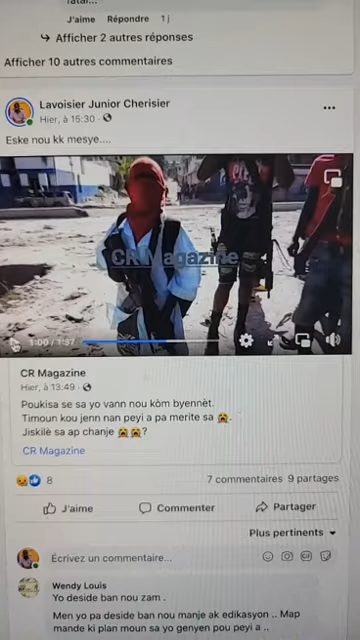 fatal...
J'aime Répondre 1 j
Afficher 2 autres réponses
Afficher 10 autres commentaires
Lavoisier Junior Cherisier
Hier, à 15:30 ·
Eske nou kk mesye....
CR Magazine
1:00 / 1:37
CR Magazine
Hier, à 13:49 ·
Poukisa se sa yo vann nou kòm byennèt.
Timoun kou jenn nan peyi a pa merite sa 😭.
Jiskilè sa ap chanje 😭😭?
CR Magazine
8
7 commentaires 9 partages
J'aime
Commenter
Partager
Plus pertinents
Écrivez un commentaire...
Wendy Louis
Yo deside ban nou zam .
Men yo pa deside ban nou manje ak edikasyon .. Map
mande ki plan moun sa yo genyen pou peyi a ..